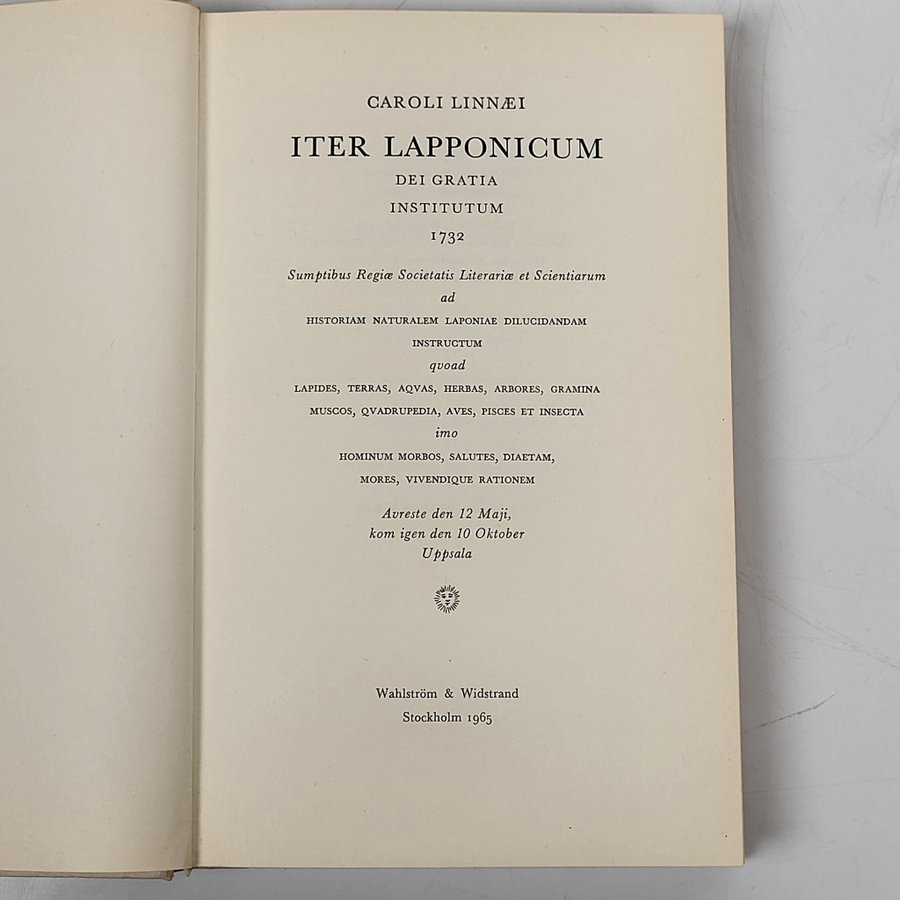 CAROLI LINNÆI
ITER LAPPONICUM
DEI GRATIA
INSTITUTUM
1732
Sumptibus Regiæ Societatis Literariæ et Scientiarum
ad
HISTORIAM NATURALEM LAPONIAE DILUCIDANDAM
INSTRUCTUM
qvoad
LAPIDES, TERRAS, AQVAS, HERBAS, ARBORES, GRAMINA
MUSCOS, QVADRUPEDIA, AVES, PISCES ET INSECTA
imo
HOMINUM MORBOS, SALUTES, DIAETAM,
MORES, VIVENDIQUE RATIONEM
Avreste den 12 Maji,
kom igen den 10 Oktober
Uppsala
Wahlström & Widstrand
Stockholm 1965